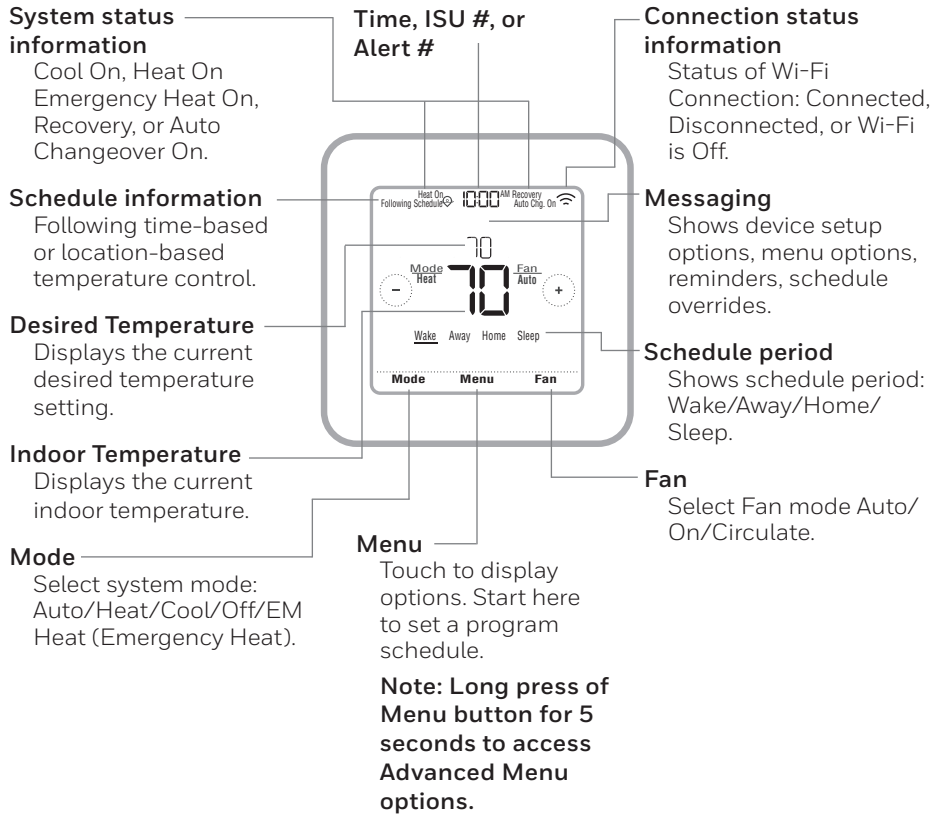 System status
information
Cool On, Heat On
Emergency Heat On,
Recovery, or Auto
Changeover On.
Time, ISU #, or
Alert #
Connection status
information
Status of Wi-Fi
Connection: Connected,
Disconnected, or Wi-Fi
is Off.
Schedule information
Following time-based
or location-based
temperature control.
Desired Temperature
Displays the current
desired temperature
setting.
Indoor Temperature
Displays the current
indoor temperature.
Mode
Select system mode:
Auto/Heat/Cool/Off/EM
Heat (Emergency Heat).
Heat On
Following Schedule
10:00 AM
Recovery
Auto Chg. On
70
Mode
Heat
70
Fan
Auto
-
+
Wake Away Home Sleep
Mode Menu Fan
Messaging
Shows device setup
options, menu options,
reminders, schedule
overrides.
Schedule period
Shows schedule period:
Wake/Away/Home/
Sleep.
Fan
Select Fan mode Auto/
On/Circulate.
Menu
Touch to display
options. Start here
to set a program
schedule.
Note: Long press of
Menu button for 5
seconds to access
Advanced Menu
options.